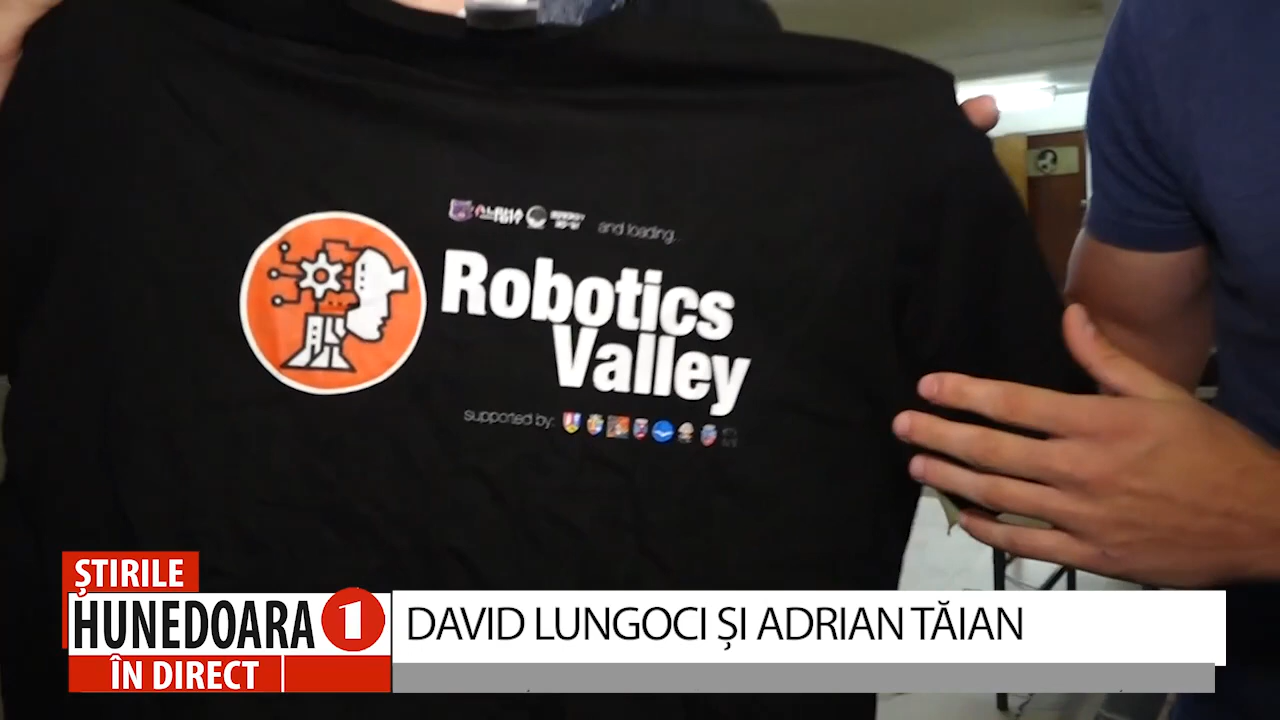 and loading...
Robotics
Valley
supported by:
ȘTIRILE
HUNEDOARA 1
ÎN DIRECT
DAVID LUNGOCI ȘI ADRIAN TĂIAN